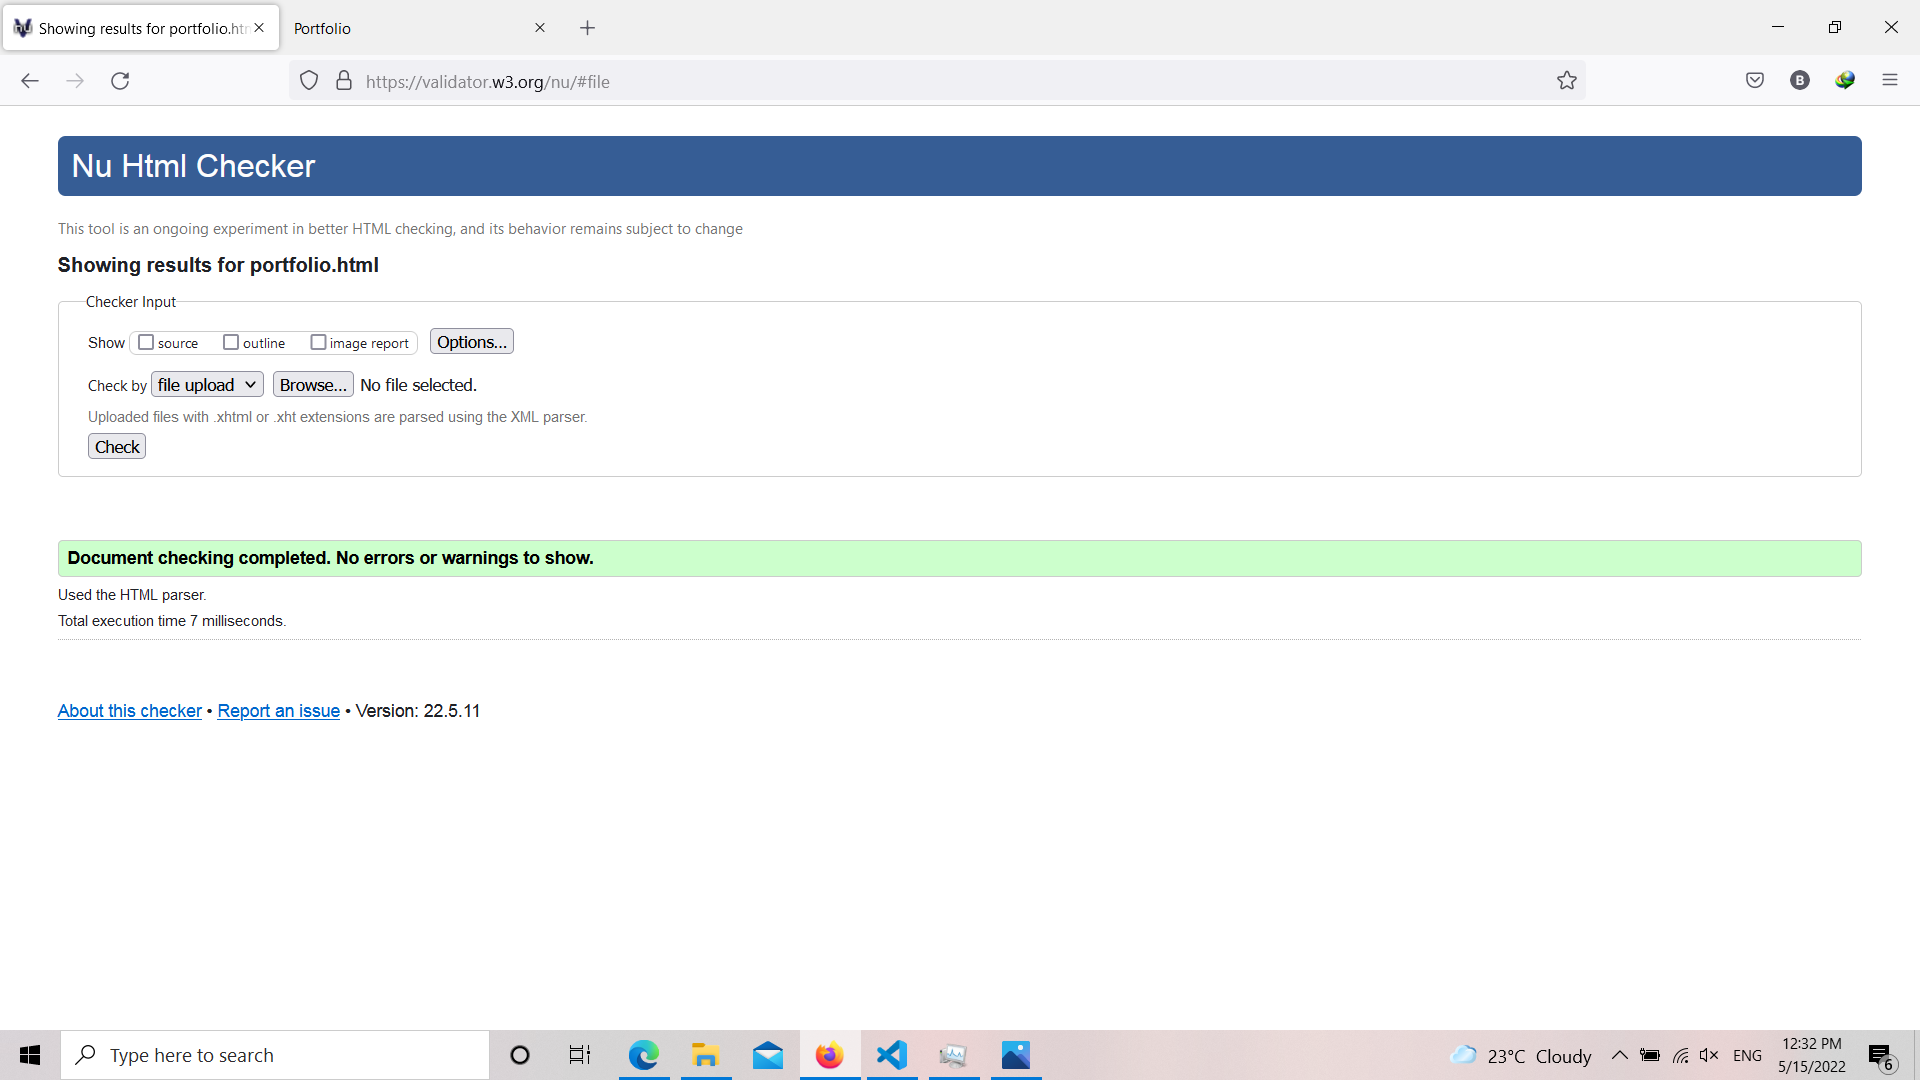 Showing results for portfolio.htm
Portfolio
https://validator.w3.org/nu/#file
B
Nu Html Checker
This tool is an ongoing experiment in better HTML checking, and its behavior remains subject to change
Showing results for portfolio.html
Checker Input
Show source outline image report Options...
Check by file upload Browse... No file selected.
Uploaded files with .xhtml or .xht extensions are parsed using the XML parser.
Check
Document checking completed. No errors or warnings to show.
Used the HTML parser.
Total execution time 7 milliseconds.
About this checker • Report an issue • Version: 22.5.11
Type here to search
23°C Cloudy
ENG
12:32 PM
5/15/2022
6